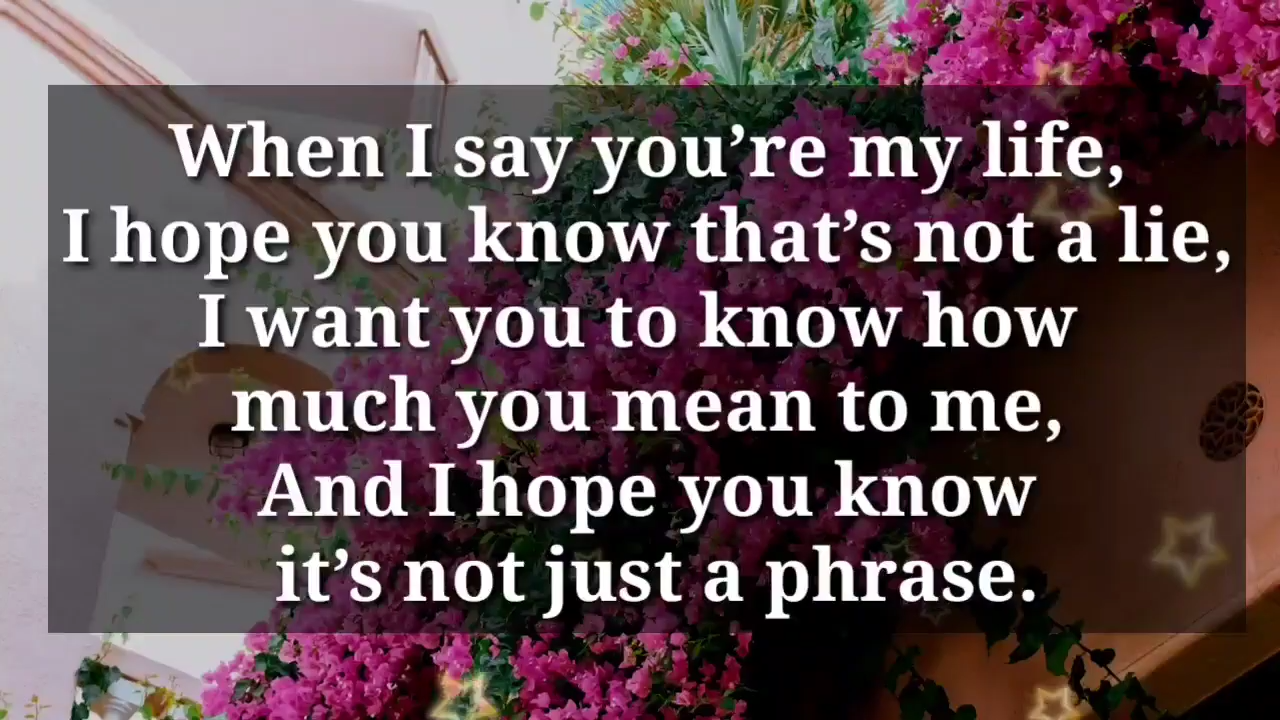 When I say you’re my life,
I hope you know that’s not a lie,
I want you to know how
much you mean to me,
And I hope you know
it’s not just a phrase.